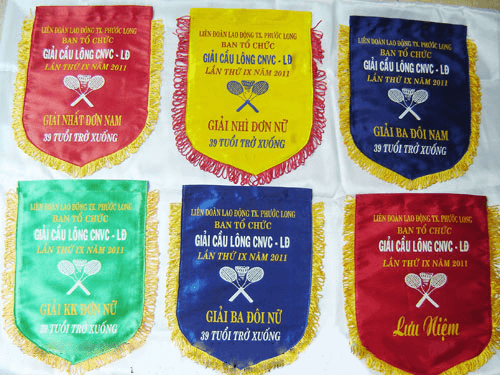 LIÊN ĐOÀN LAO ĐỘNG TX. PHƯỚC LONG
BAN TỔ CHỨC
GIẢI CẦU LÔNG CNVC - LĐ
LẦN THỨ IX NĂM 2011
GIẢI NHẤT ĐƠN NAM
39 TUỔI TRỞ XUỐNG
LIÊN ĐOÀN LAO ĐỘNG TX. PHƯỚC LONG
BAN TỔ CHỨC
GIẢI CẦU LÔNG CNVC - LĐ
LẦN THỨ IX NĂM 2011
GIẢI NHÌ ĐƠN NỮ
39 TUỔI TRỞ XUỐNG
LIÊN ĐOÀN LAO ĐỘNG TX. PHƯỚC LONG
BAN TỔ CHỨC
GIẢI CẦU LÔNG CNVC - LĐ
LẦN THỨ IX NĂM 2011
GIẢI BA ĐÔI NAM
39 TUỔI TRỞ XUỐNG
LIÊN ĐOÀN LAO ĐỘNG TX. PHƯỚC LONG
BAN TỔ CHỨC
GIẢI CẦU LÔNG CNVC - LĐ
LẦN THỨ IX NĂM 2011
GIẢI KK ĐƠN NỮ
39 TUỔI TRỞ XUỐNG
LIÊN ĐOÀN LAO ĐỘNG TX. PHƯỚC LONG
BAN TỔ CHỨC
GIẢI CẦU LÔNG CNVC - LĐ
LẦN THỨ IX NĂM 2011
GIẢI BA ĐÔI NỮ
39 TUỔI TRỞ XUỐNG
LIÊN ĐOÀN LAO ĐỘNG TX. PHƯỚC LONG
BAN TỔ CHỨC
GIẢI CẦU LÔNG CNVC - LĐ
LẦN THỨ IX NĂM 2011
Lưu Niệm